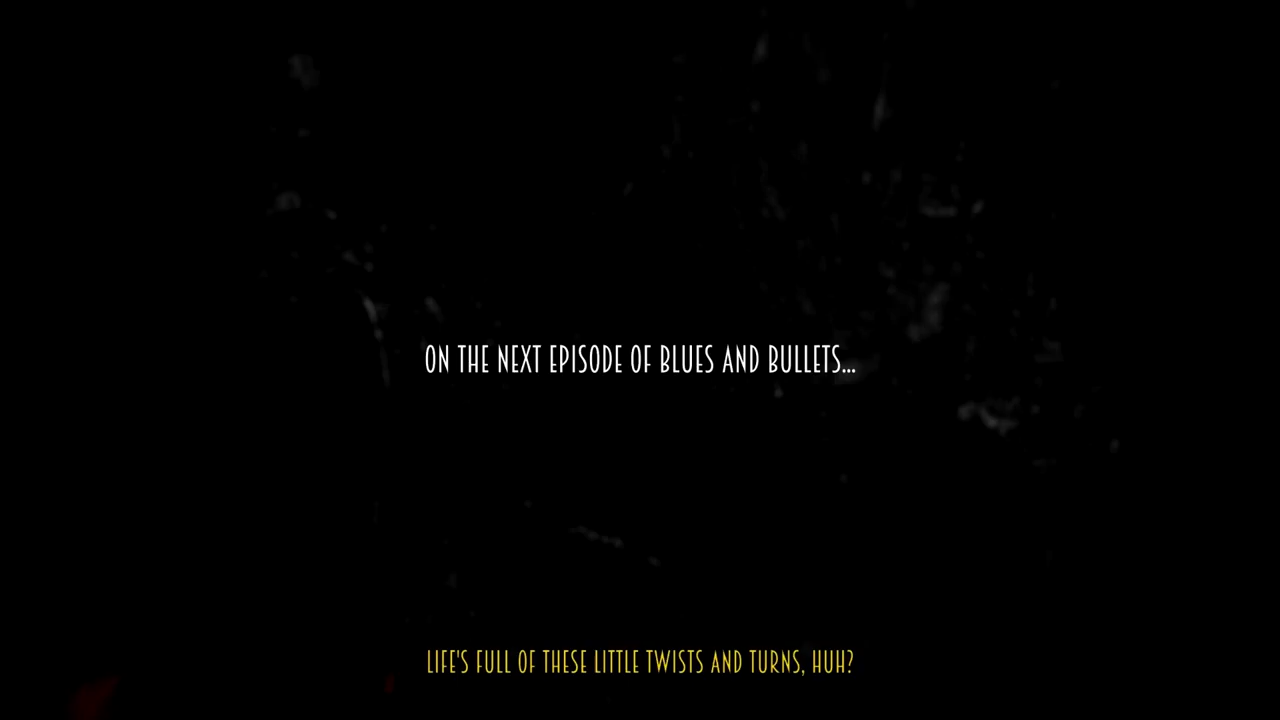 ON THE NEXT EPISODE OF BLUES AND BULLETS...
LIFE'S FULL OF THESE LITTLE TWISTS AND TURNS, HUH?